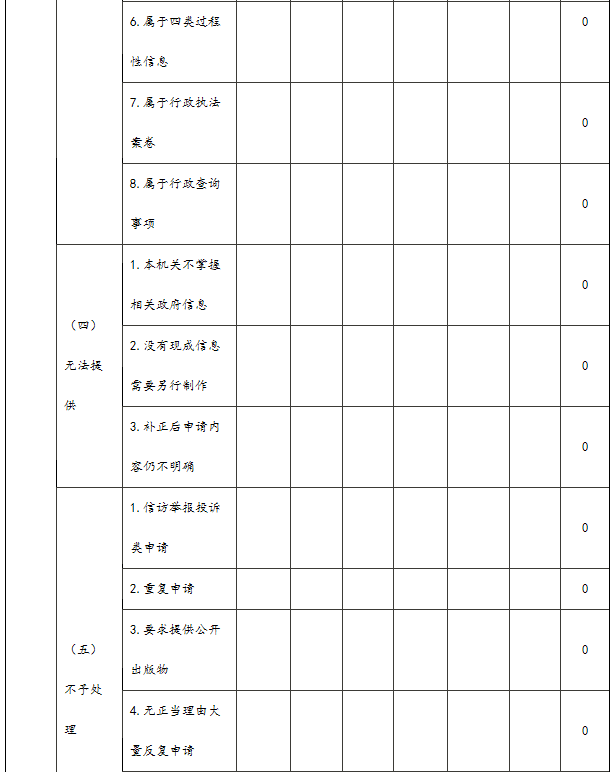 6.属于四类过程
性信息
0
7.属于行政执法
案卷
0
8.属于行政查询
事项
0
（四）
无法提
供
1.本机关不掌握
相关政府信息
0
2.没有现成信息
需要另行制作
0
3.补正后申请内
容仍不明确
0
（五）
不予处
理
1.信访举报投诉
类申请
0
2.重复申请
0
3.要求提供公开
出版物
0
4.无正当理由大
量反复申请
0